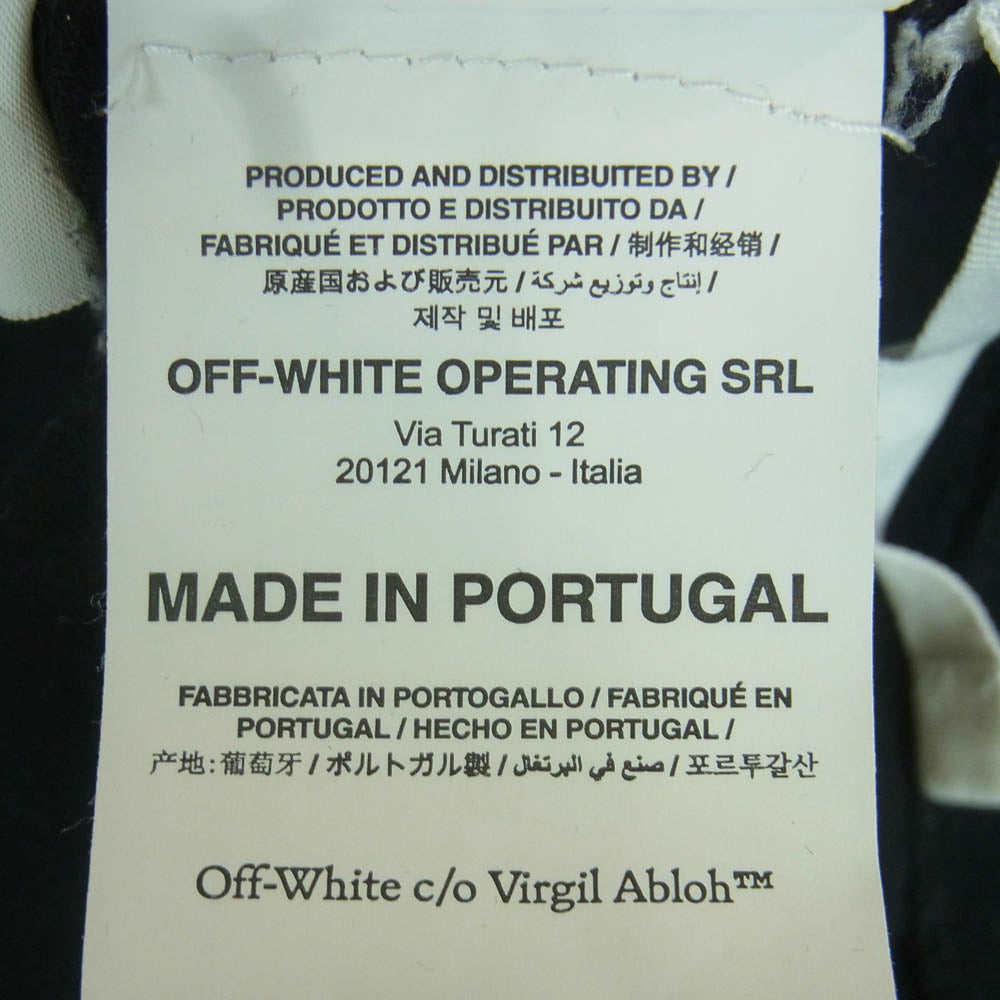 PRODUCED AND DISTRIBUITED BY /
PRODOTTO E DISTRIBUITO DA /
FABRIQUÉ ET DISTRIBUÉ PAR / 制作和经销 /
原産国および販売元 / إنتاج وتوزيع شركة /
제작 및 배포
OFF-WHITE OPERATING SRL
Via Turati 12
20121 Milano - Italia
MADE IN PORTUGAL
FABBRICATA IN PORTOGALLO / FABRIQUÉ EN
PORTUGAL / HECHO EN PORTUGAL /
产地:葡萄牙 / ポルトガル製 / صنع في البرتغال / 포르투갈산
Off-White c/o Virgil Abloh™